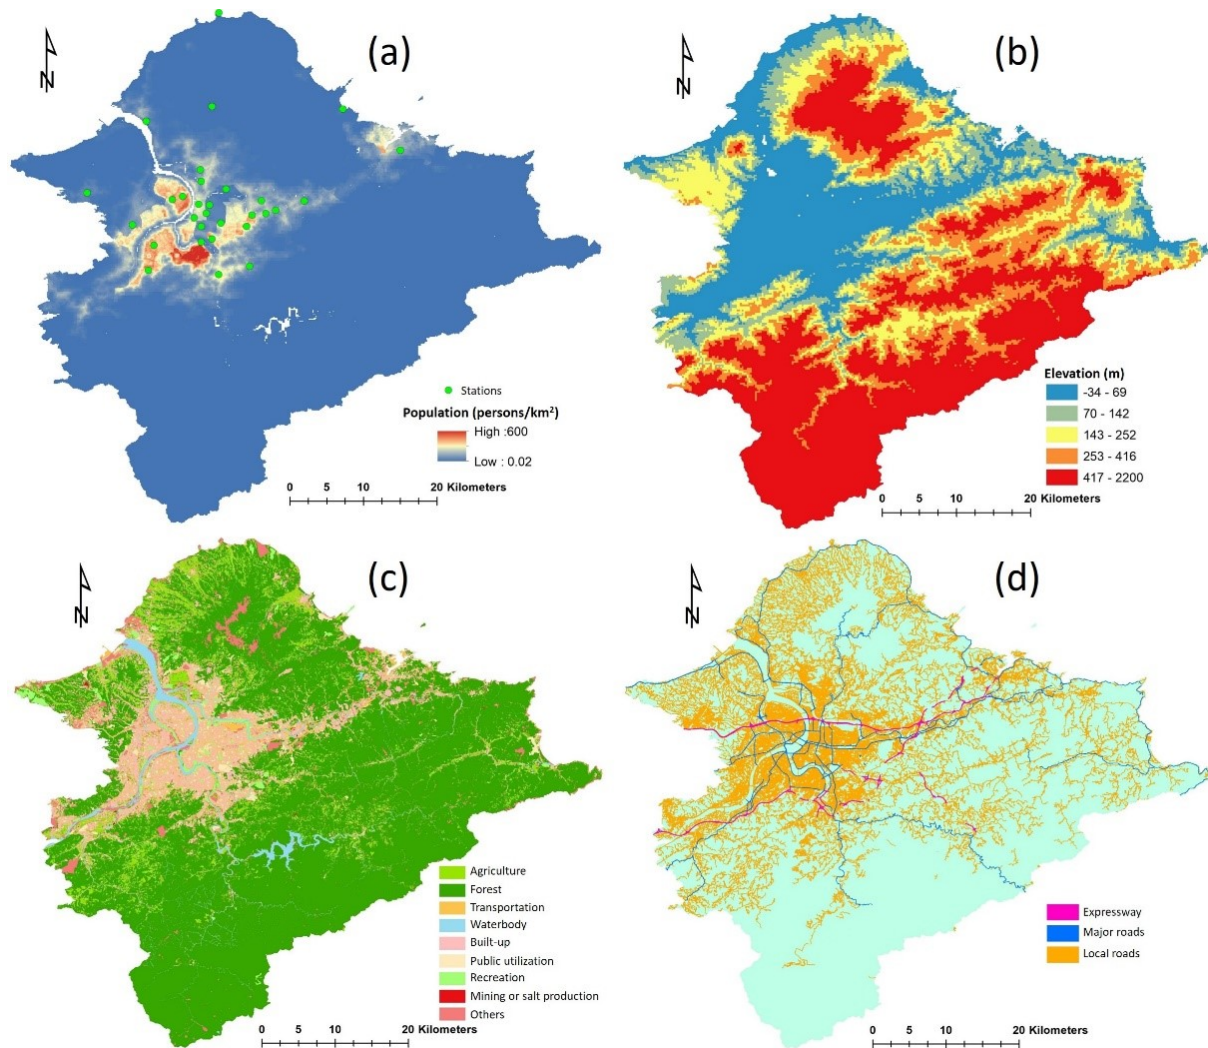 N
(a)
Stations
Population (persons/km²)
High :600
Low : 0.02
0 5 10 20 Kilometers
N
(b)
Elevation (m)
-34 - 69
70 - 142
143 - 252
253 - 416
417 - 2200
0 5 10 20 Kilometers
N
(c)
Agriculture
Forest
Transportation
Waterbody
Built-up
Public utilization
Recreation
Mining or salt production
Others
0 5 10 20 Kilometers
N
(d)
Expressway
Major roads
Local roads
0 5 10 20 Kilometers